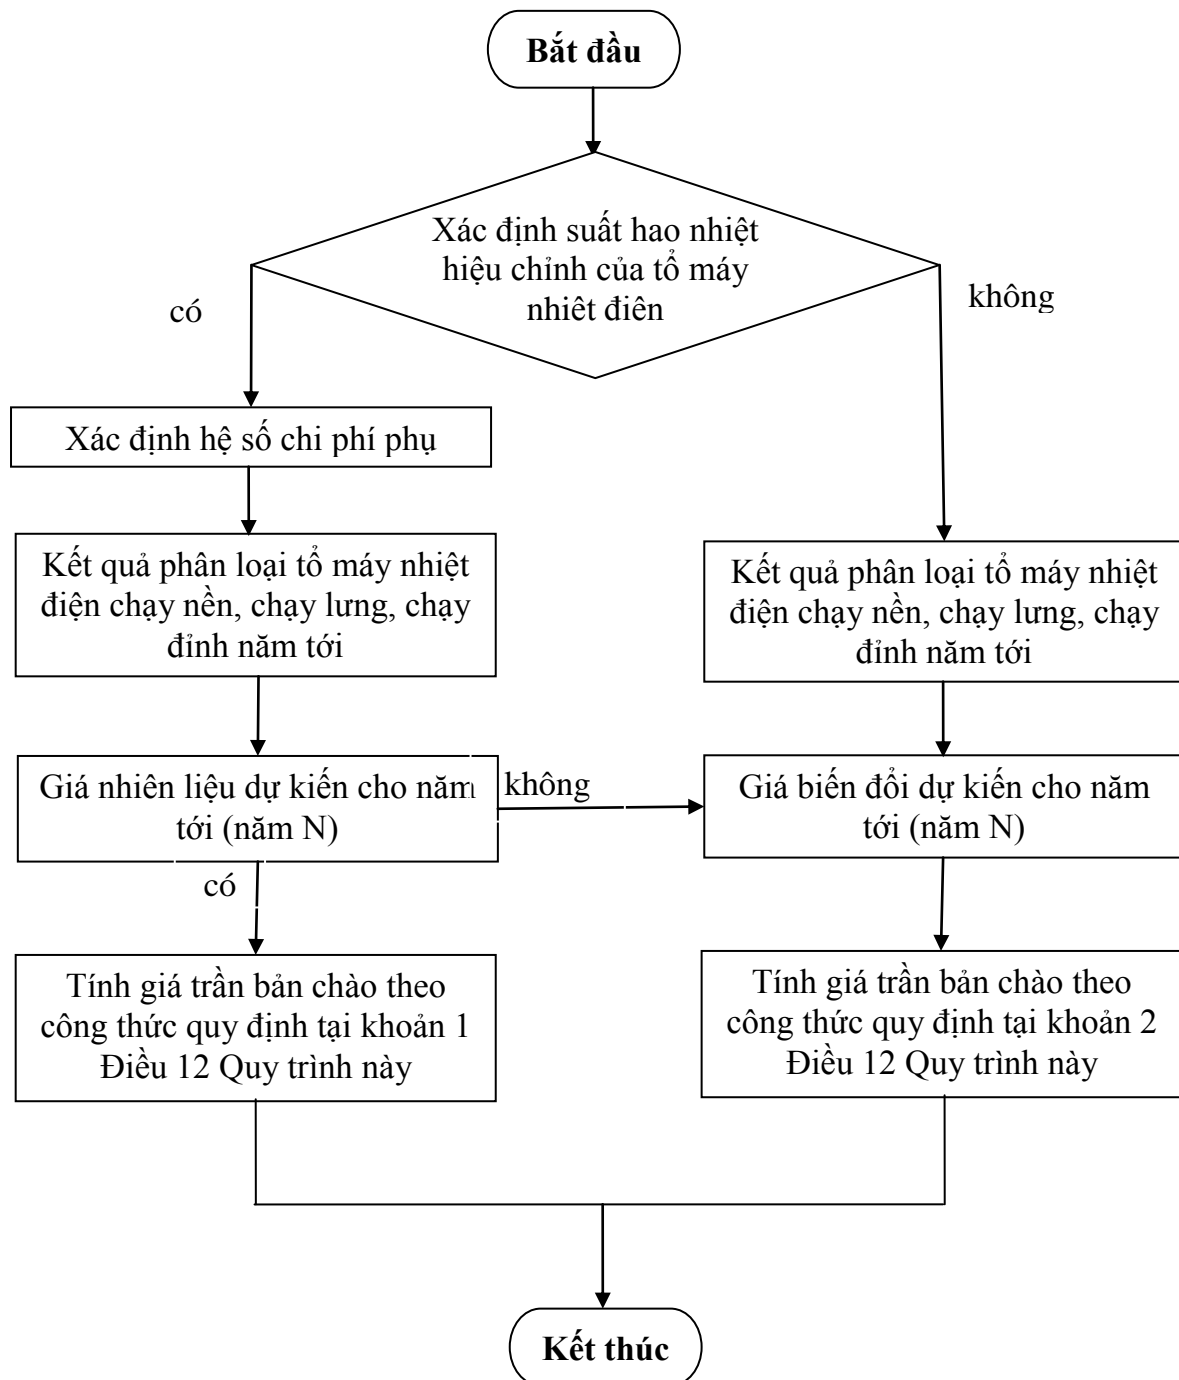 Bắt đầu
Xác định suất hao nhiệt
hiệu chỉnh của tổ máy
nhiêt điên
có
không
Xác định hệ số chi phí phụ
Kết quả phân loại tổ máy nhiệt
điện chạy nền, chạy lưng, chạy
đỉnh năm tới
Kết quả phân loại tổ máy nhiệt
điện chạy nền, chạy lưng, chạy
đỉnh năm tới
Giá nhiên liệu dự kiến cho năm
tới (năm N)
không
Giá biến đổi dự kiến cho năm
tới (năm N)
có
Tính giá trần bản chào theo
công thức quy định tại khoản 1
Điều 12 Quy trình này
Tính giá trần bản chào theo
công thức quy định tại khoản 2
Điều 12 Quy trình này
Kết thúc